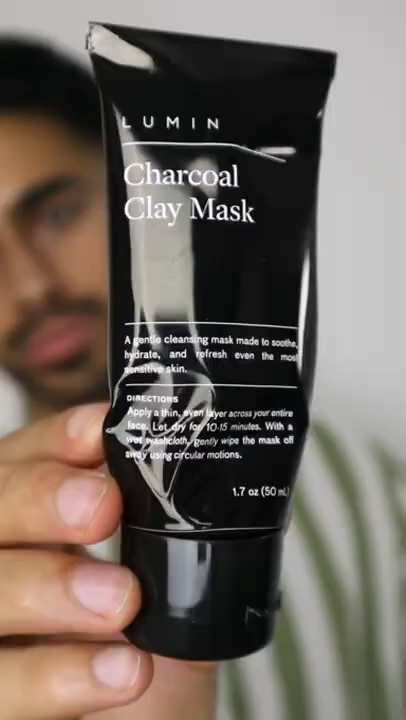 LUMIN
Charcoal
Clay Mask
A gentle cleansing mask made to soothe,
hydrate, and refresh even the most
sensitive skin.
DIRECTIONS
Apply a thin, even layer across your entire
face. Let dry for 10-15 minutes. With a
wet washcloth, gently wipe the mask off
away using circular motions.
1.7 oz (50 mL)